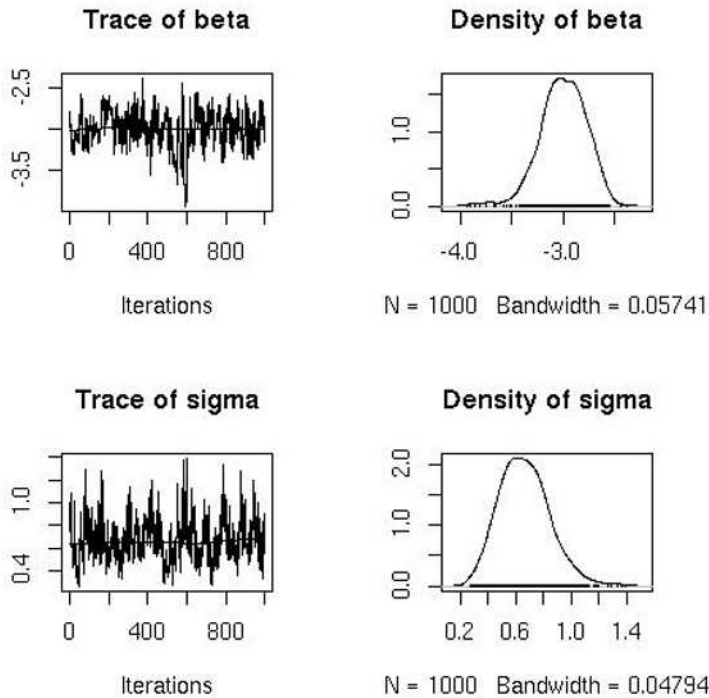 Trace of beta
-2.5
-3.5
0
400
800
Iterations
Density of beta
1.0
0.0
-4.0
-3.0
N = 1000 Bandwidth = 0.05741
Trace of sigma
1.0
0.4
0
400
800
Iterations
Density of sigma
2.0
1.0
0.0
0.2
0.6
1.0
1.4
N = 1000 Bandwidth = 0.04794